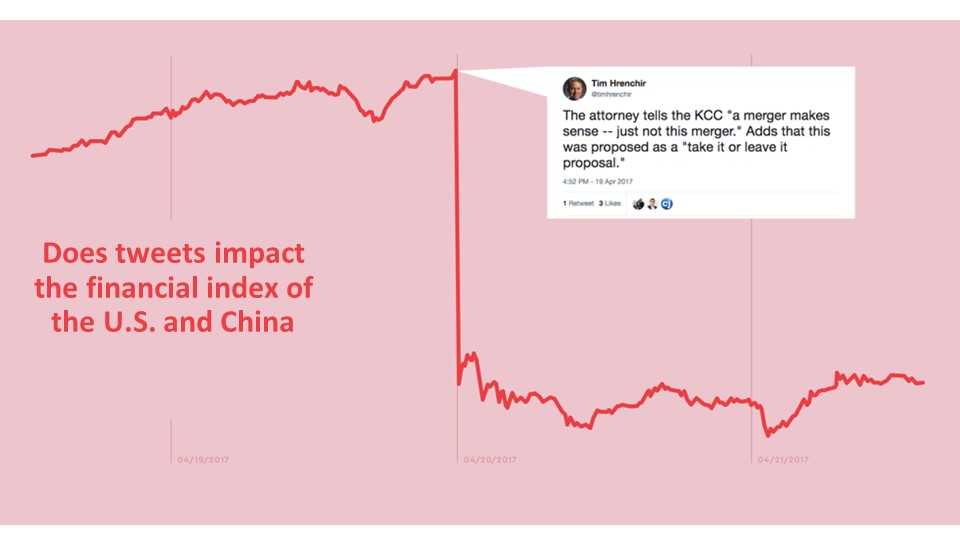 Tim Hrenchir
@timhrenchir
The attorney tells the KCC "a merger makes
sense -- just not this merger." Adds that this
was proposed as a "take it or leave it
proposal."
4:52 PM - 19 Apr 2017
1 Retweet 3 Likes
Does tweets impact
the financial index of
the U.S. and China
04/19/2017
04/20/2017
04/21/2017